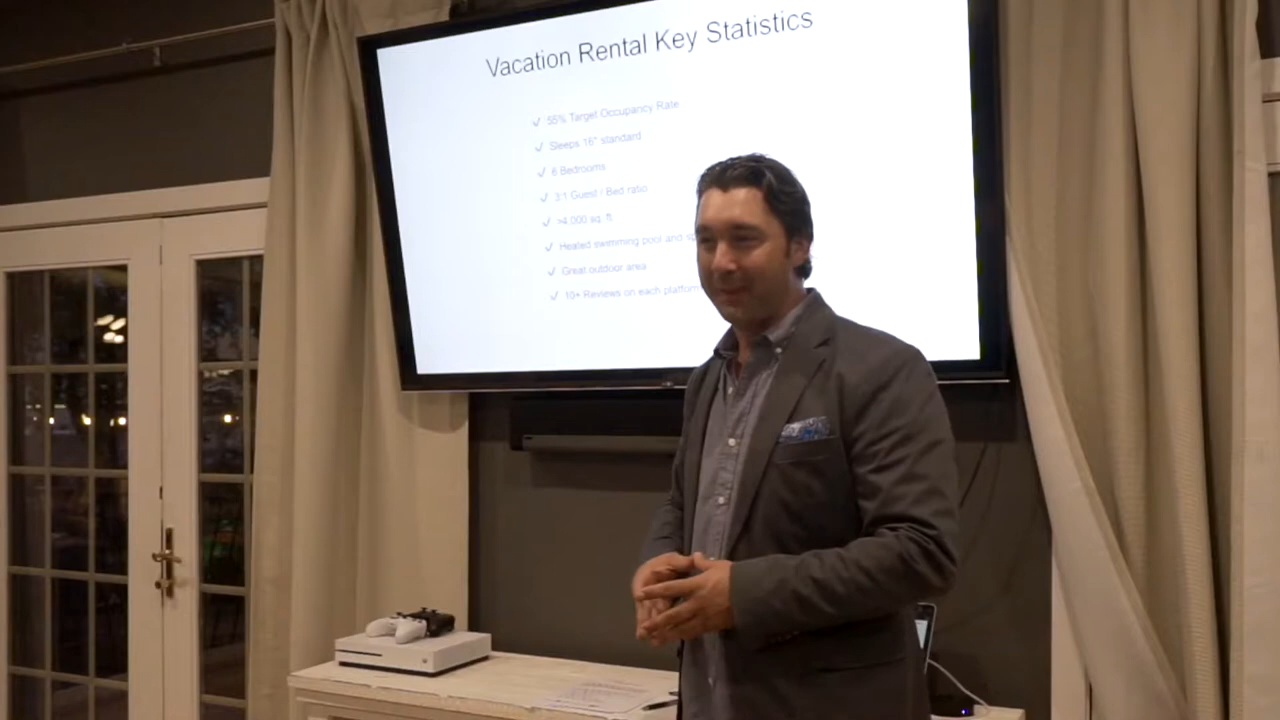 Vacation Rental Key Statistics
✓ 55% Target Occupancy Rate
✓ Sleeps 16* standard
✓ 6 Bedrooms
✓ 3:1 Guest / Bed ratio
✓ >4,000 sq. ft
✓ Heated swimming pool and
✓ Great outdoor area
✓ 10+ Reviews on each platform